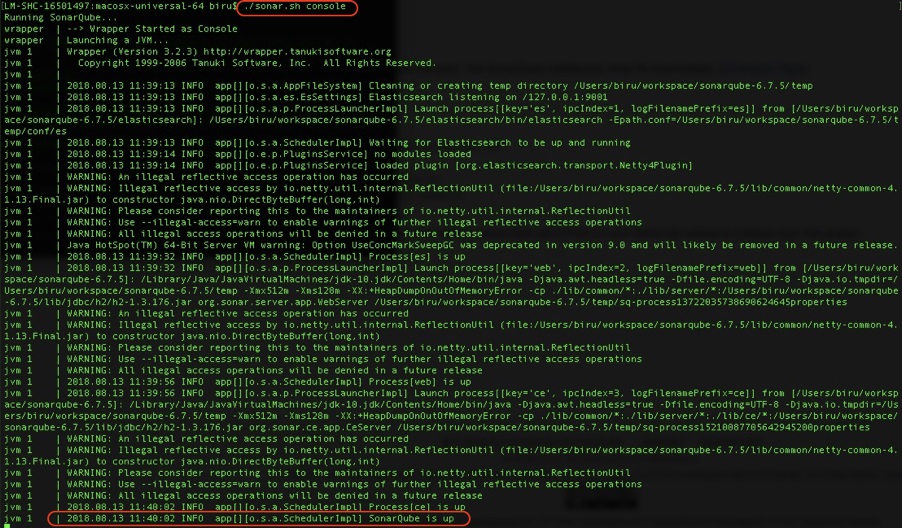 LM-SHC-16501497:macosx-universal-64 biru$ ./sonar.sh console
Running SonarQube...
wrapper  | --> Wrapper Started as Console
wrapper  | Launching a JVM...
jvm 1    | Wrapper (Version 3.2.3) http://wrapper.tanukisoftware.org
jvm 1    |   Copyright 1999-2006 Tanuki Software, Inc.  All Rights Reserved.
jvm 1    |
jvm 1    | 2018.08.13 11:39:13 INFO  app[][o.s.a.AppFileSystem] Cleaning or creating temp directory /Users/biru/workspace/sonarqube-6.7.5/temp
jvm 1    | 2018.08.13 11:39:13 INFO  app[][o.s.a.es.EsSettings] Elasticsearch listening on /127.0.0.1:9001
jvm 1    | 2018.08.13 11:39:13 INFO  app[][o.s.a.p.ProcessLauncherImpl] Launch process[[key='es', ipcIndex=1, logFilenamePrefix=es]] from [/Users/biru/worksp
ace/sonarqube-6.7.5/elasticsearch]: /Users/biru/workspace/sonarqube-6.7.5/elasticsearch/bin/elasticsearch -Epath.conf=/Users/biru/workspace/sonarqube-6.7.5/t
emp/conf/es
jvm 1    | 2018.08.13 11:39:13 INFO  app[][o.s.a.SchedulerImpl] Waiting for Elasticsearch to be up and running
jvm 1    | 2018.08.13 11:39:14 INFO  app[][o.e.p.PluginsService] no modules loaded
jvm 1    | 2018.08.13 11:39:14 INFO  app[][o.e.p.PluginsService] loaded plugin [org.elasticsearch.transport.Netty4Plugin]
jvm 1    | WARNING: An illegal reflective access operation has occurred
jvm 1    | WARNING: Illegal reflective access by io.netty.util.internal.ReflectionUtil (file:/Users/biru/workspace/sonarqube-6.7.5/lib/common/netty-common-4.
1.13.Final.jar) to constructor java.nio.DirectByteBuffer(long,int)
jvm 1    | WARNING: Please consider reporting this to the maintainers of io.netty.util.internal.ReflectionUtil
jvm 1    | WARNING: Use --illegal-access=warn to enable warnings of further illegal reflective access operations
jvm 1    | WARNING: All illegal access operations will be denied in a future release
jvm 1    | Java HotSpot(TM) 64-Bit Server VM warning: Option UseConcMarkSweepGC was deprecated in version 9.0 and will likely be removed in a future release.
jvm 1    | 2018.08.13 11:39:32 INFO  app[][o.s.a.SchedulerImpl] Process[es] is up
jvm 1    | 2018.08.13 11:39:32 INFO  app[][o.s.a.p.ProcessLauncherImpl] Launch process[[key='web', ipcIndex=2, logFilenamePrefix=web]] from [/Users/biru/work
space/sonarqube-6.7.5]: /Library/Java/JavaVirtualMachines/jdk-10.jdk/Contents/Home/bin/java -Djava.awt.headless=true -Dfile.encoding=UTF-8 -Djava.io.tmpdir=/
Users/biru/workspace/sonarqube-6.7.5/temp -Xmx512m -Xms128m -XX:+HeapDumpOnOutOfMemoryError -cp ./lib/common/*:./lib/server/*:/Users/biru/workspace/sonarqube
-6.7.5/lib/jdbc/h2/h2-1.3.176.jar org.sonar.server.app.WebServer /Users/biru/workspace/sonarqube-6.7.5/temp/sq-process13722035738690624645properties
jvm 1    | WARNING: An illegal reflective access operation has occurred
jvm 1    | WARNING: Illegal reflective access by io.netty.util.internal.ReflectionUtil (file:/Users/biru/workspace/sonarqube-6.7.5/lib/common/netty-common-4.
1.13.Final.jar) to constructor java.nio.DirectByteBuffer(long,int)
jvm 1    | WARNING: Please consider reporting this to the maintainers of io.netty.util.internal.ReflectionUtil
jvm 1    | WARNING: Use --illegal-access=warn to enable warnings of further illegal reflective access operations
jvm 1    | WARNING: All illegal access operations will be denied in a future release
jvm 1    | 2018.08.13 11:39:56 INFO  app[][o.s.a.SchedulerImpl] Process[web] is up
jvm 1    | 2018.08.13 11:39:56 INFO  app[][o.s.a.p.ProcessLauncherImpl] Launch process[[key='ce', ipcIndex=3, logFilenamePrefix=ce]] from [/Users/biru/worksp
ace/sonarqube-6.7.5]: /Library/Java/JavaVirtualMachines/jdk-10.jdk/Contents/Home/bin/java -Djava.awt.headless=true -Dfile.encoding=UTF-8 -Djava.io.tmpdir=/Us
ers/biru/workspace/sonarqube-6.7.5/temp -Xmx512m -Xms128m -XX:+HeapDumpOnOutOfMemoryError -cp ./lib/common/*:./lib/server/*:./lib/ce/*:/Users/biru/workspace/
sonarqube-6.7.5/lib/jdbc/h2/h2-1.3.176.jar org.sonar.ce.app.CeServer /Users/biru/workspace/sonarqube-6.7.5/temp/sq-process15210087705642945200properties
jvm 1    | WARNING: An illegal reflective access operation has occurred
jvm 1    | WARNING: Illegal reflective access by io.netty.util.internal.ReflectionUtil (file:/Users/biru/workspace/sonarqube-6.7.5/lib/common/netty-common-4.
1.13.Final.jar) to constructor java.nio.DirectByteBuffer(long,int)
jvm 1    | WARNING: Please consider reporting this to the maintainers of io.netty.util.internal.ReflectionUtil
jvm 1    | WARNING: Use --illegal-access=warn to enable warnings of further illegal reflective access operations
jvm 1    | WARNING: All illegal access operations will be denied in a future release
jvm 1    | 2018.08.13 11:40:02 INFO  app[][o.s.a.SchedulerImpl] Process[ce] is up
jvm 1    | 2018.08.13 11:40:02 INFO  app[][o.s.a.SchedulerImpl] SonarQube is up